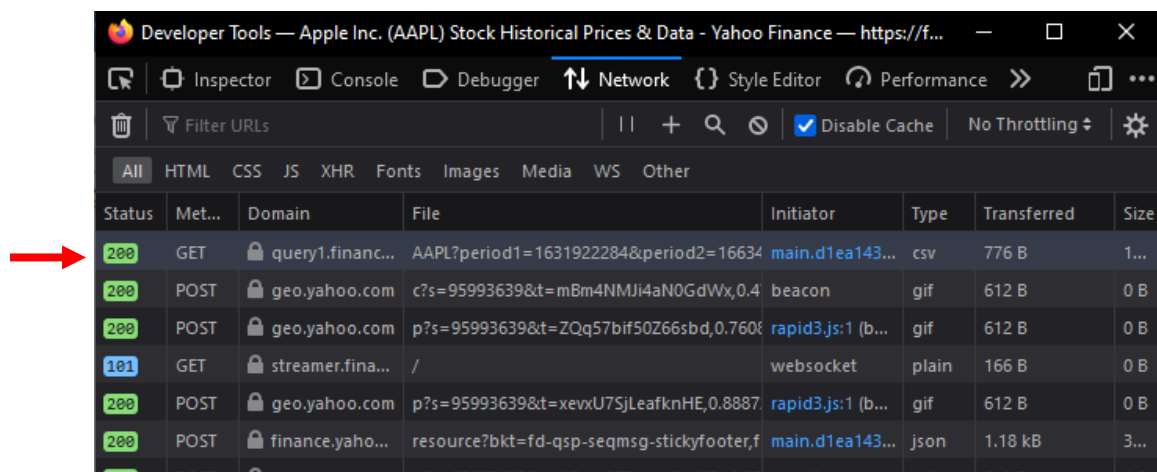 Developer Tools — Apple Inc. (AAPL) Stock Historical Prices & Data - Yahoo Finance — https://f...
Inspector Console Debugger Network Style Editor Performance
Filter URLs Disable Cache No Throttling
All HTML CSS JS XHR Fonts Images Media WS Other
Status Met... Domain File Initiator Type Transferred Size
200 GET query1.financ... AAPL?period1=1631922284&period2=16634 main.d1ea143... csv 776 B 1...
200 POST geo.yahoo.com c?s=95993639&t=mBm4NMJi4aN0GdWx,0.4 beacon gif 612 B 0 B
200 POST geo.yahoo.com p?s=95993639&t=ZQq57bif50Z66sbd,0.7608 rapid3.js:1 (b... gif 612 B 0 B
101 GET streamer.fina... / websocket plain 166 B 0 B
200 POST geo.yahoo.com p?s=95993639&t=xevxU7SjLeafknHE,0.8887 rapid3.js:1 (b... gif 612 B 0 B
200 POST finance.yaho... resource?bkt=fd-qsp-seqmsg-stickyfooter,f main.d1ea143... json 1.18 kB 3...